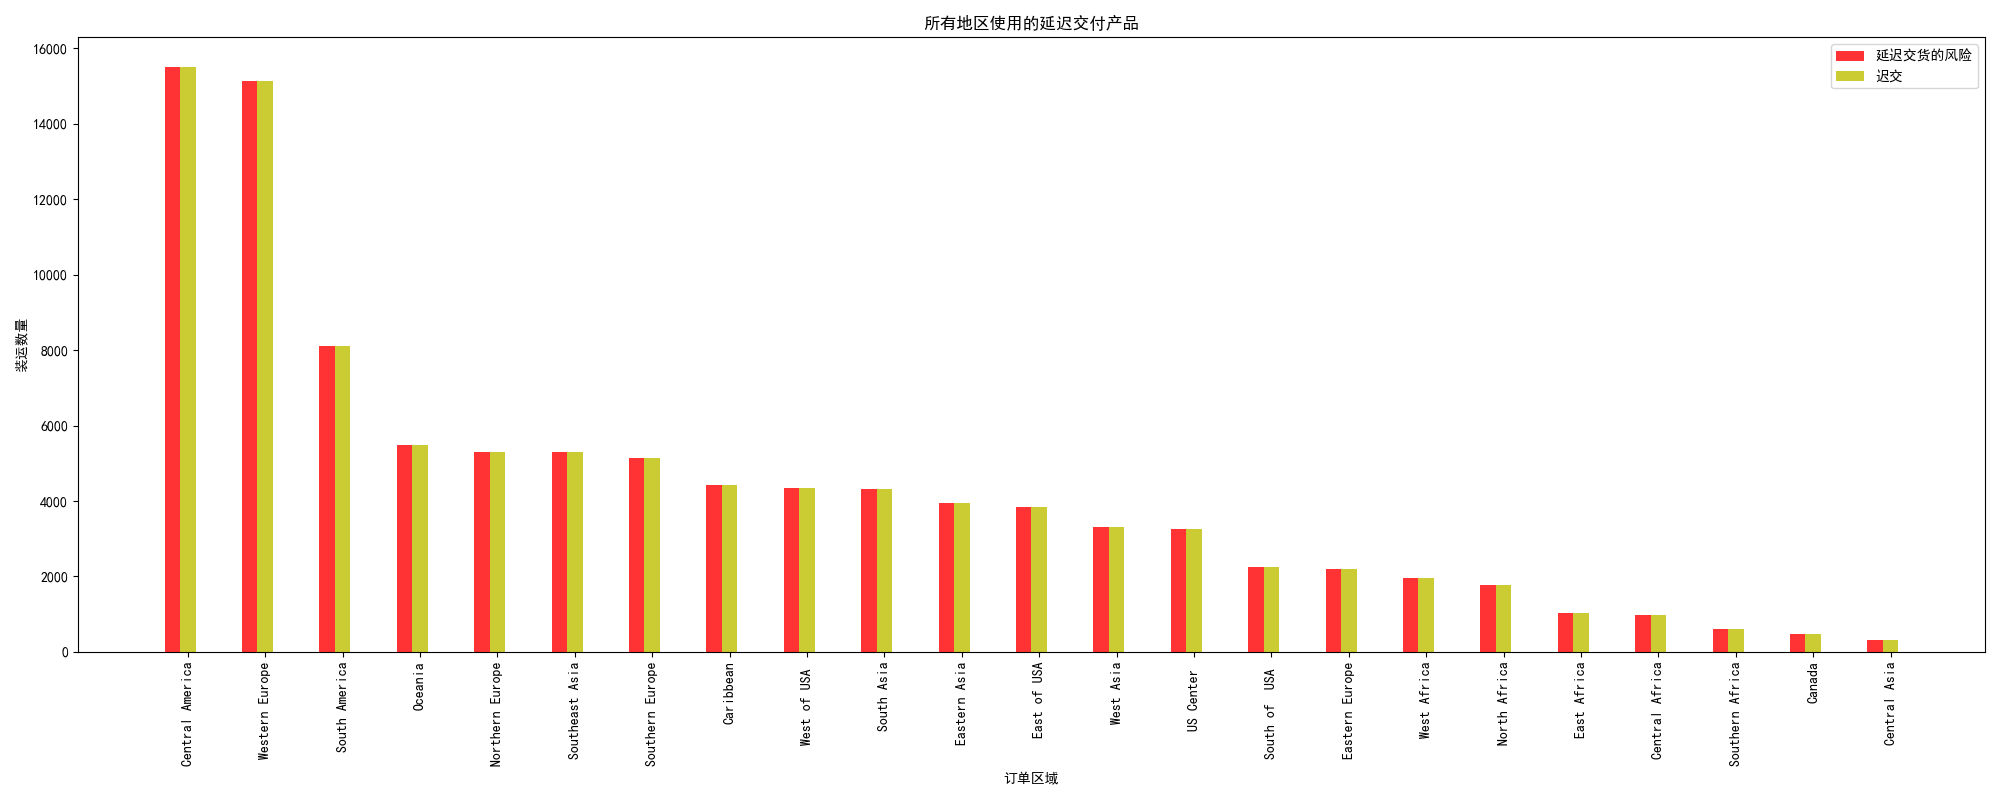 所有地区使用的延迟交付产品
延迟交货的风险
迟交
装运数量
16000
14000
12000
10000
8000
6000
4000
2000
0
Central America
Western Europe
South America
Oceania
Northern Europe
Southeast Asia
Southern Europe
Caribbean
West of USA
South Asia
Eastern Asia
East of USA
West Asia
US Center
South of  USA
Eastern Europe
West Africa
North Africa
East Africa
Central Africa
Southern Africa
Canada
Central Asia
订单区域